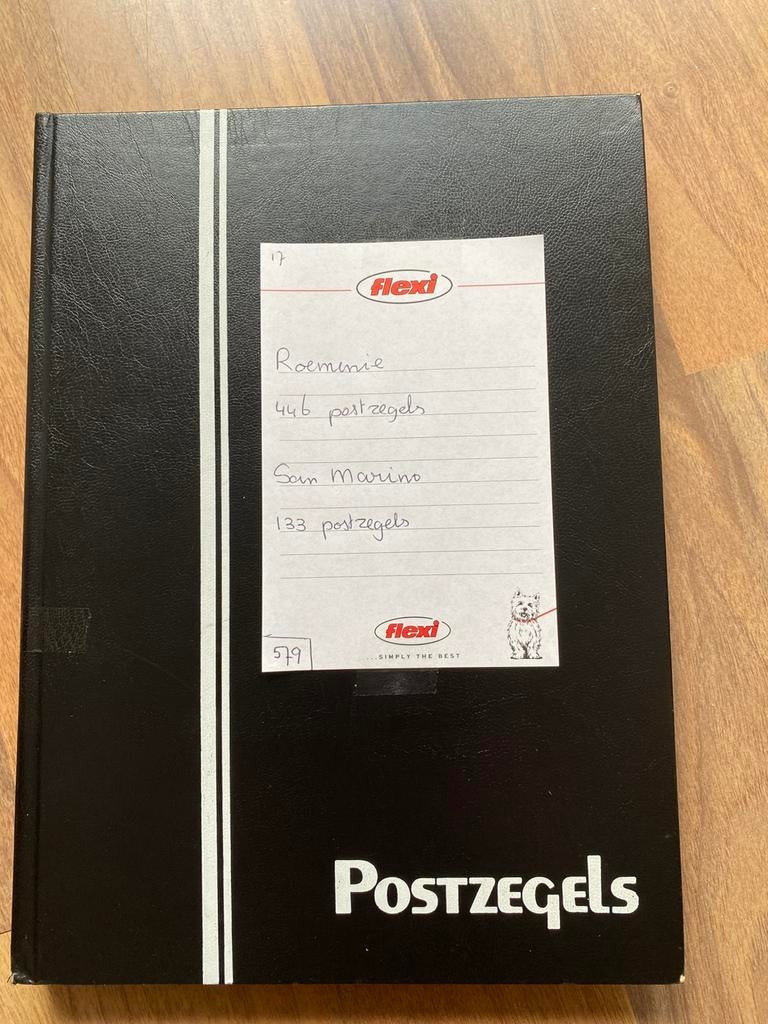 17
flexi
Roemenie
446 postzegels
San Marino
133 postzegels
flexi
...SIMPLY THE BEST
579
Postzegels